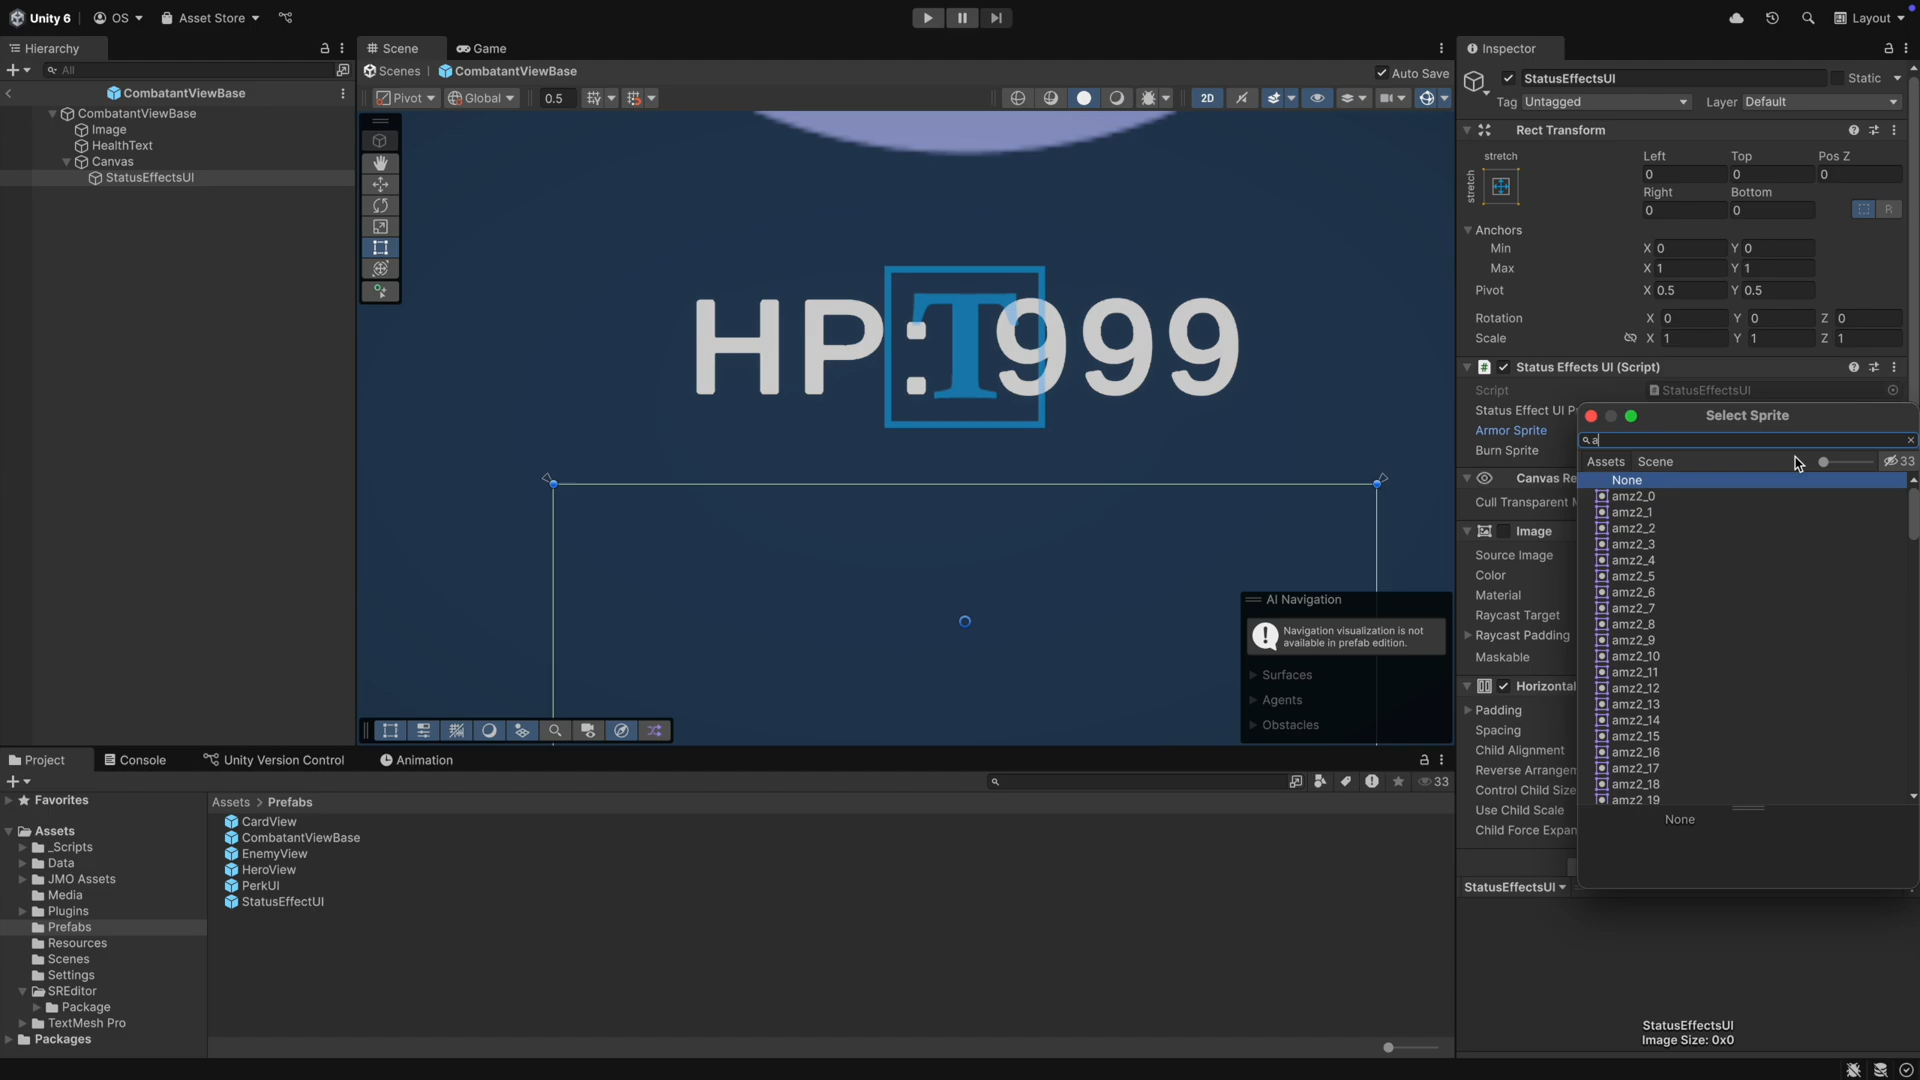 Unity 6 OS Asset Store Layout
Hierarchy Scene Game Inspector
All Scenes CombatantViewBase Auto Save StatusEffectsUI Static
CombatantViewBase Pivot Global 0.5 2D Tag Untagged Layer Default
CombatantViewBase
Image
HealthText
Canvas
StatusEffectsUI
HP: T 999
AI Navigation
Navigation visualization is not
available in prefab edition.
Surfaces
Agents
Obstacles
Rect Transform
stretch Left Top Pos Z
stretch 0 0 0
Right Bottom
0 0 R
Anchors
Min X 0 Y 0
Max X 1 Y 1
Pivot X 0.5 Y 0.5
Rotation X 0 Y 0 Z 0
Scale X 1 Y 1 Z 1
Status Effects UI (Script)
Script StatusEffectsUI
Status Effect UI P
Armor Sprite
Burn Sprite
Canvas Re
Cull Transparent M
Image
Source Image
Color
Material
Raycast Target
Raycast Padding
Maskable
Horizontal
Padding
Spacing
Child Alignment
Reverse Arrangem
Control Child Size
Use Child Scale
Child Force Expan
StatusEffectsUI
Select Sprite
a
Assets Scene 33
None
amz2_0
amz2_1
amz2_2
amz2_3
amz2_4
amz2_5
amz2_6
amz2_7
amz2_8
amz2_9
amz2_10
amz2_11
amz2_12
amz2_13
amz2_14
amz2_15
amz2_16
amz2_17
amz2_18
amz2_19
None
StatusEffectsUI
Image Size: 0x0
Project Console Unity Version Control Animation
33
Favorites
Assets
_Scripts
Data
JMO Assets
Media
Plugins
Prefabs
Resources
Scenes
Settings
SREditor
Package
TextMesh Pro
Packages
Assets > Prefabs
CardView
CombatantViewBase
EnemyView
HeroView
PerkUI
StatusEffectUI